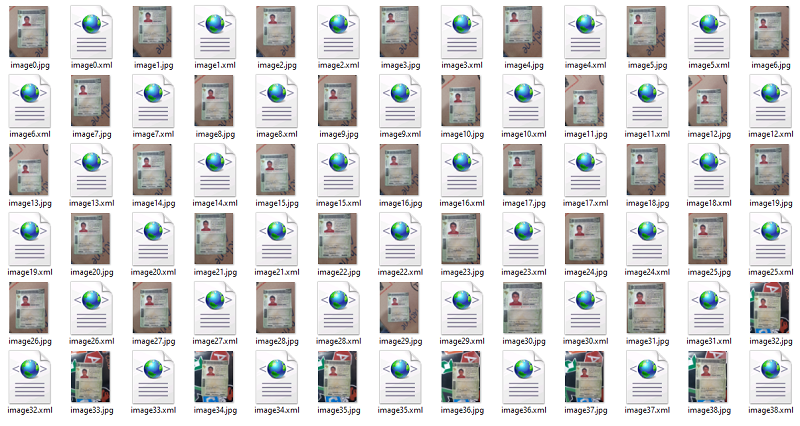 image0.jpg image0.xml image1.jpg image1.xml image2.jpg image2.xml image3.jpg image3.xml image4.jpg image4.xml image5.jpg image5.xml image6.jpg
image6.xml image7.jpg image7.xml image8.jpg image8.xml image9.jpg image9.xml image10.jpg image10.xml image11.jpg image11.xml image12.jpg image12.xml
image13.jpg image13.xml image14.jpg image14.xml image15.jpg image15.xml image16.jpg image16.xml image17.jpg image17.xml image18.jpg image18.xml image19.jpg
image19.xml image20.jpg image20.xml image21.jpg image21.xml image22.jpg image22.xml image23.jpg image23.xml image24.jpg image24.xml image25.jpg image25.xml
image26.jpg image26.xml image27.jpg image27.xml image28.jpg image28.xml image29.jpg image29.xml image30.jpg image30.xml image31.jpg image31.xml image32.jpg
image32.xml image33.jpg image33.xml image34.jpg image34.xml image35.jpg image35.xml image36.jpg image36.xml image37.jpg image37.xml image38.jpg image38.xml